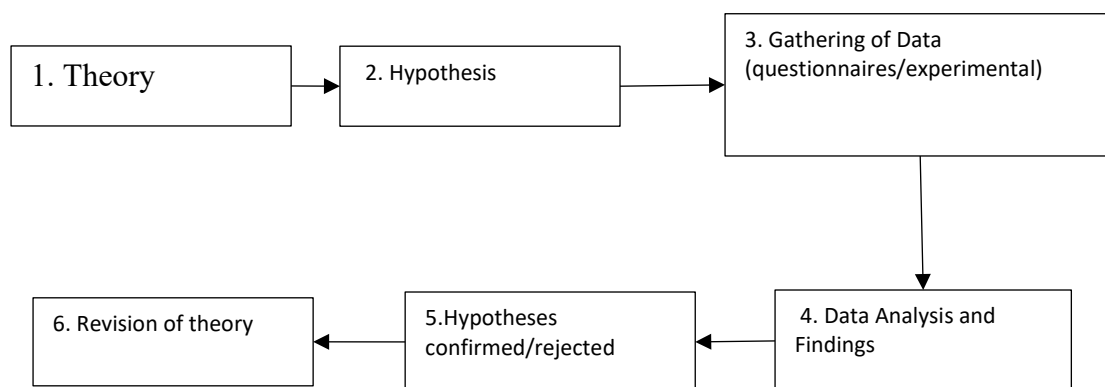 1. Theory
2. Hypothesis
3. Gathering of Data
(questionnaires/experimental)
4. Data Analysis and
Findings
5.Hypotheses
confirmed/rejected
6. Revision of theory